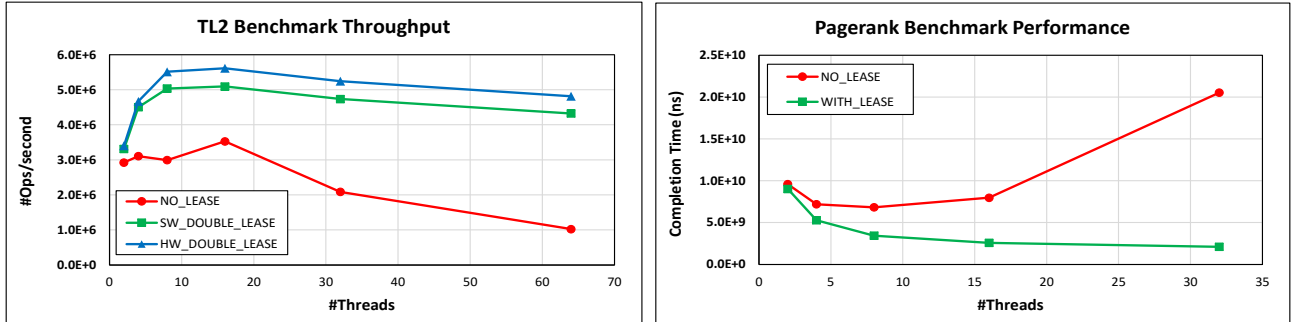 TL2 Benchmark Throughput
6.0E+6
5.0E+6
4.0E+6
3.0E+6
2.0E+6
1.0E+6
0.0E+0
#Ops/second
NO_LEASE
SW_DOUBLE_LEASE
HW_DOUBLE_LEASE
0 10 20 30 40 50 60 70
#Threads
Pagerank Benchmark Performance
2.5E+10
2.0E+10
1.5E+10
1.0E+10
5.0E+9
0.0E+0
Completion Time (ns)
NO_LEASE
WITH_LEASE
0 5 10 15 20 25 30 35
#Threads